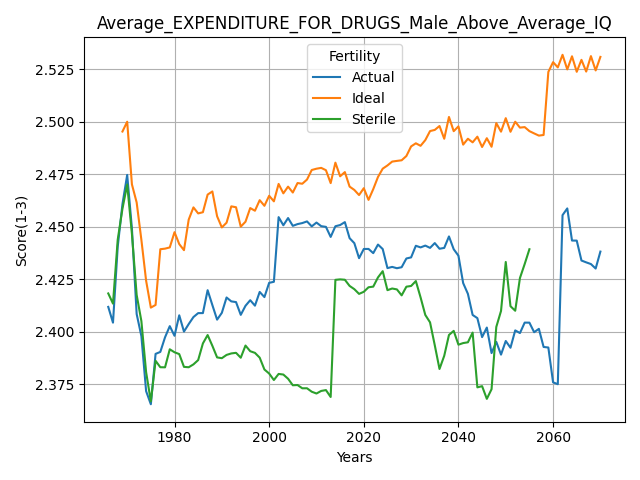 Average_EXPENDITURE_FOR_DRUGS_Male_Above_Average_IQ
Fertility
Actual
Ideal
Sterile
Score(1-3)
2.525
2.500
2.475
2.450
2.425
2.400
2.375
1980 2000 2020 2040 2060
Years